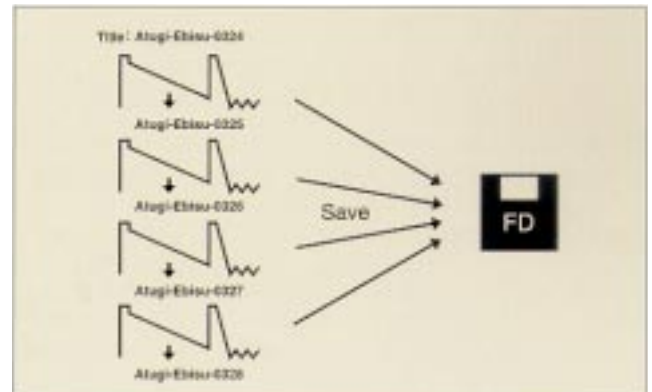 Title: Atugi-Ebisu-0324
Atugi-Ebisu-0325
Atugi-Ebisu-0326
Save
FD
Atugi-Ebisu-0327
Atugi-Ebisu-0328